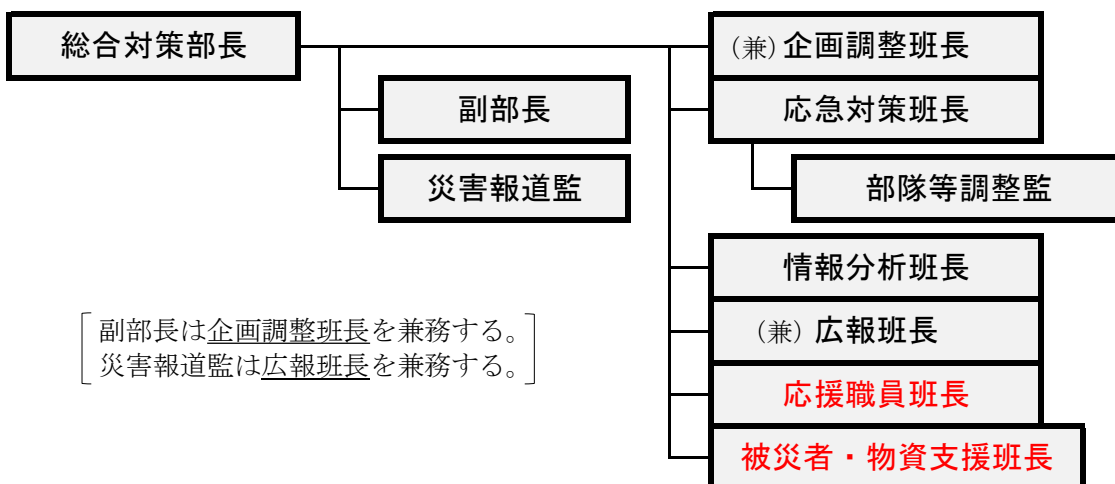 総合対策部長
（兼）企画調整班長
副部長
応急対策班長
災害報道監
部隊等調整監
情報分析班長
副部長は企画調整班長を兼務する。
災害報道監は広報班長を兼務する。
（兼）広報班長
応援職員班長
被災者・物資支援班長